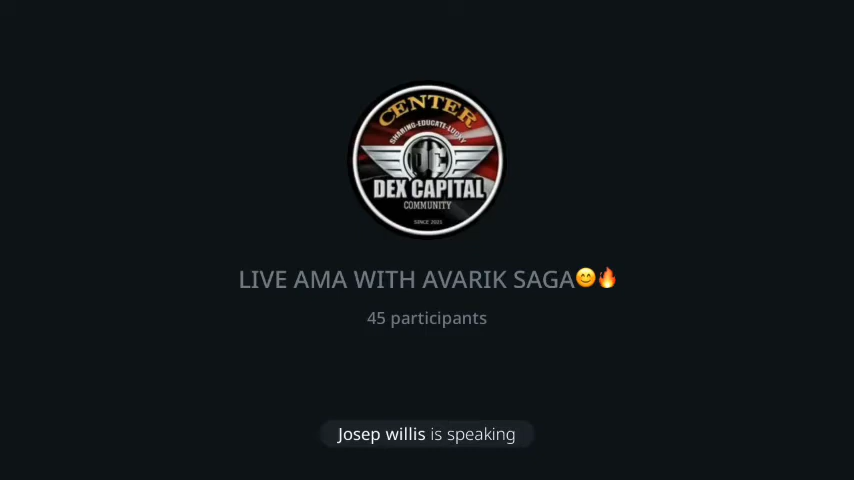 CENTER
SHARING-EDUCATE-LUCKY
DC
DEX CAPITAL
COMMUNITY
SINCE 2021
LIVE AMA WITH AVARIK SAGA😊🔥
45 participants
Josep willis is speaking